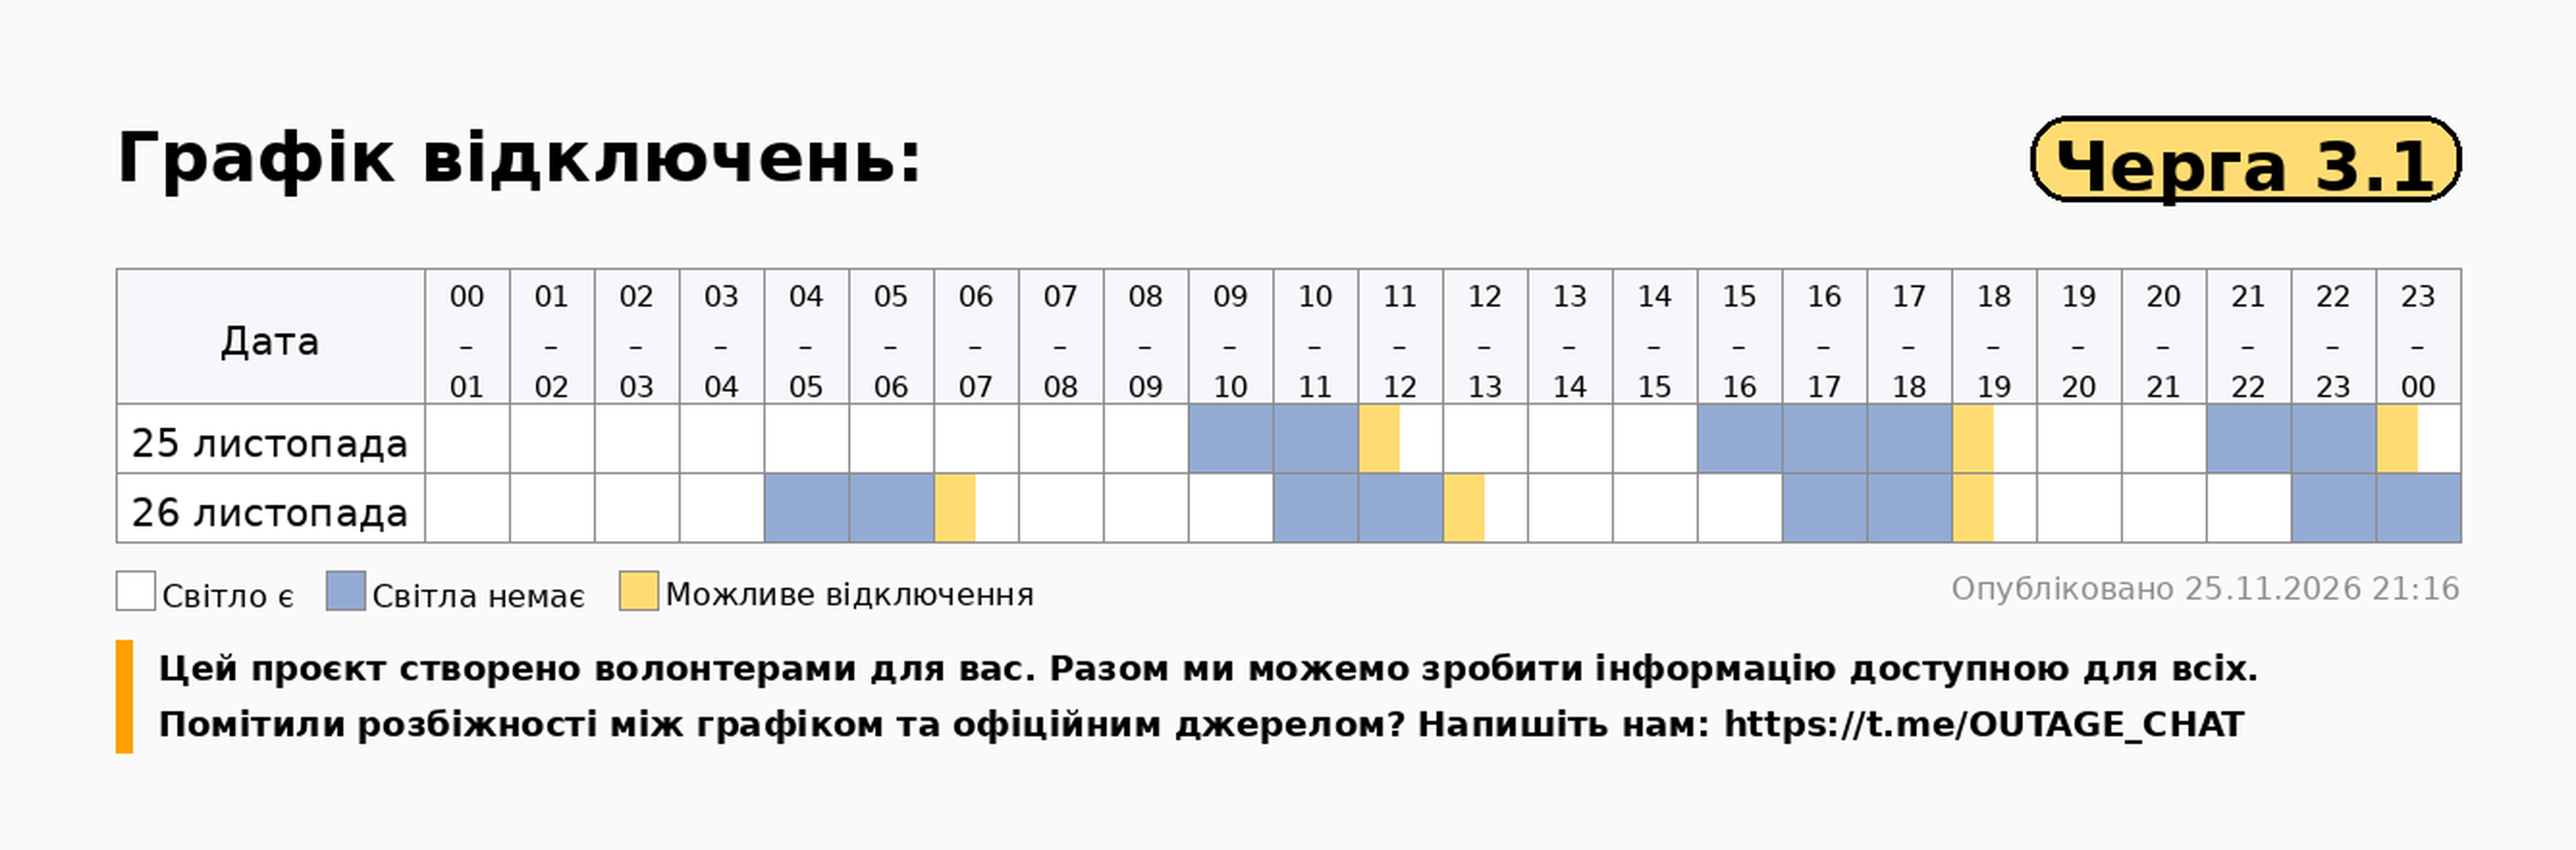 Графік відключень:
Черга 3.1
Дата
00 – 01
01 – 02
02 – 03
03 – 04
04 – 05
05 – 06
06 – 07
07 – 08
08 – 09
09 – 10
10 – 11
11 – 12
12 – 13
13 – 14
14 – 15
15 – 16
16 – 17
17 – 18
18 – 19
19 – 20
20 – 21
21 – 22
22 – 23
23 – 00
25 листопада
26 листопада
Світло є
Світла немає
Можливе відключення
Опубліковано 25.11.2026 21:16
Цей проєкт створено волонтерами для вас. Разом ми можемо зробити інформацію доступною для всіх.
Помітили розбіжності між графіком та офіційним джерелом? Напишіть нам: https://t.me/OUTAGE_CHAT